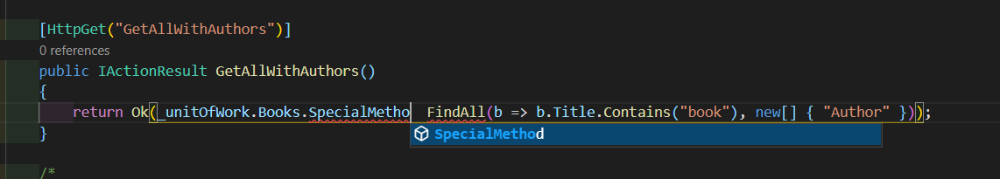 [HttpGet("GetAllWithAuthors")]
0 references
public IActionResult GetAllWithAuthors()
{
return Ok(_unitOfWork.Books.SpecialMetho FindAll(b => b.Title.Contains("book"), new[] { "Author" }));
SpecialMethod
}
/*